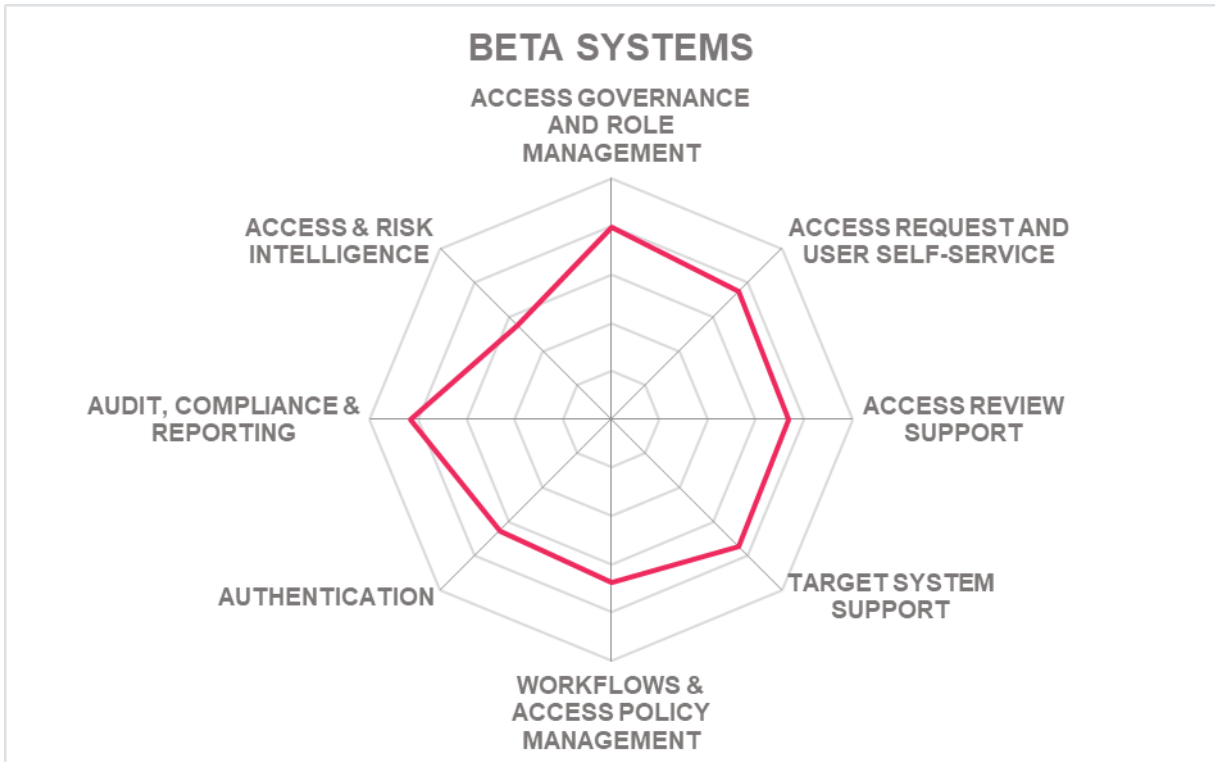 BETA SYSTEMS
ACCESS GOVERNANCE
AND ROLE
MANAGEMENT
ACCESS REQUEST AND
USER SELF-SERVICE
ACCESS REVIEW
SUPPORT
TARGET SYSTEM
SUPPORT
WORKFLOWS &
ACCESS POLICY
MANAGEMENT
AUTHENTICATION
AUDIT, COMPLIANCE &
REPORTING
ACCESS & RISK
INTELLIGENCE